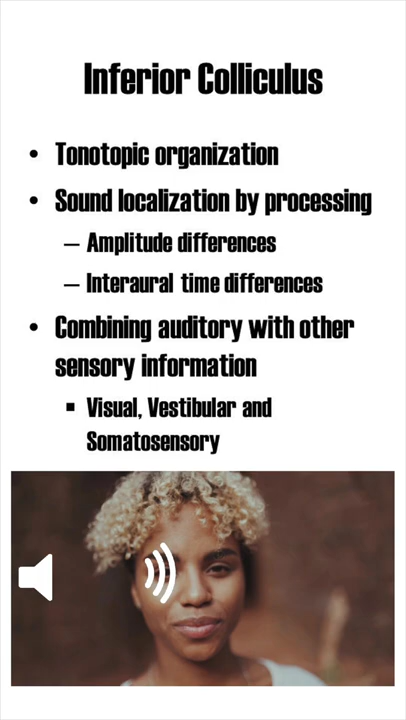 Inferior Colliculus
• Tonotopic organization
• Sound localization by processing
– Amplitude differences
– Interaural time differences
• Combining auditory with other
sensory information
▪ Visual, Vestibular and
Somatosensory